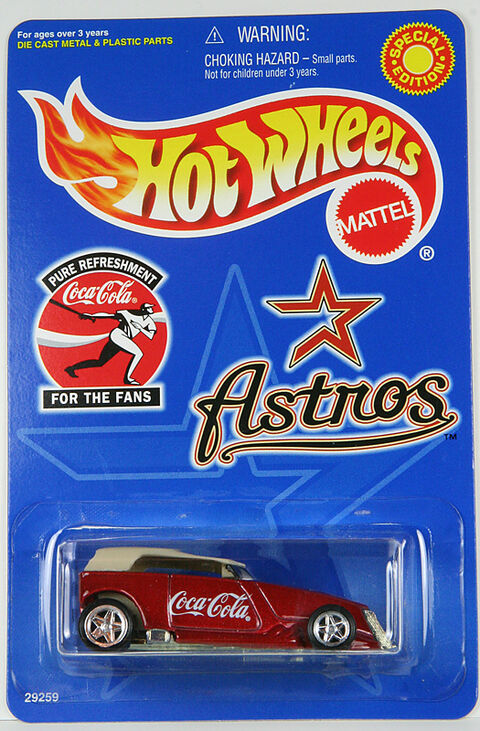 For ages over 3 years
DIE CAST METAL & PLASTIC PARTS
⚠ WARNING:
CHOKING HAZARD – Small parts.
Not for children under 3 years.
SPECIAL
EDITION
HOT WHEELS
MATTEL
®
PURE REFRESHMENT
Coca-Cola®
FOR THE FANS
Astros
TM
Coca-Cola®
29259